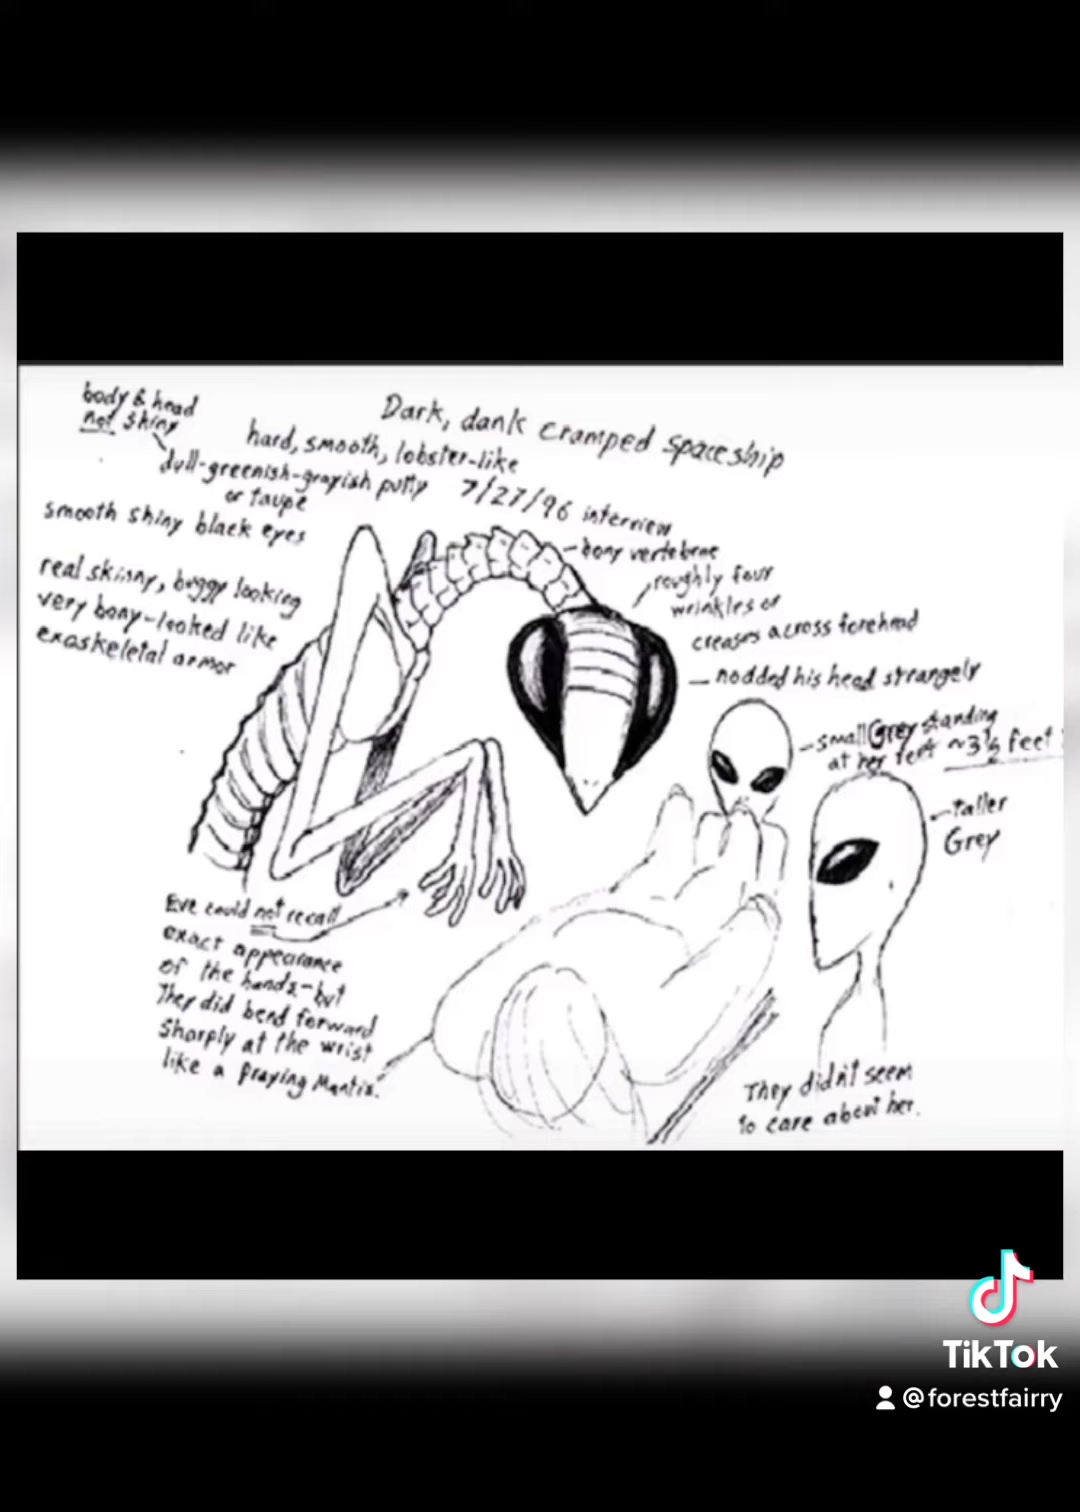 body & head
not shiny
Dark, dank cramped spaceship
hard, smooth, lobster-like
dull-greenish-grayish putty
or taupe
7/27/96 interview
smooth shiny black eyes
bony vertebrae
roughly four
wrinkles or
creases across forehead
real skinny, buggy looking
very bony-looked like
exoskeletal armor
nodded his head strangely
small Grey standing
at her feet ~3½ feet
taller
Grey
Eve could not recall
exact appearance
of the hands-but
They did bend forward
sharply at the wrist
like a Praying Mantis.
They didn't seem
to care about her.
TikTok
@forestfairry